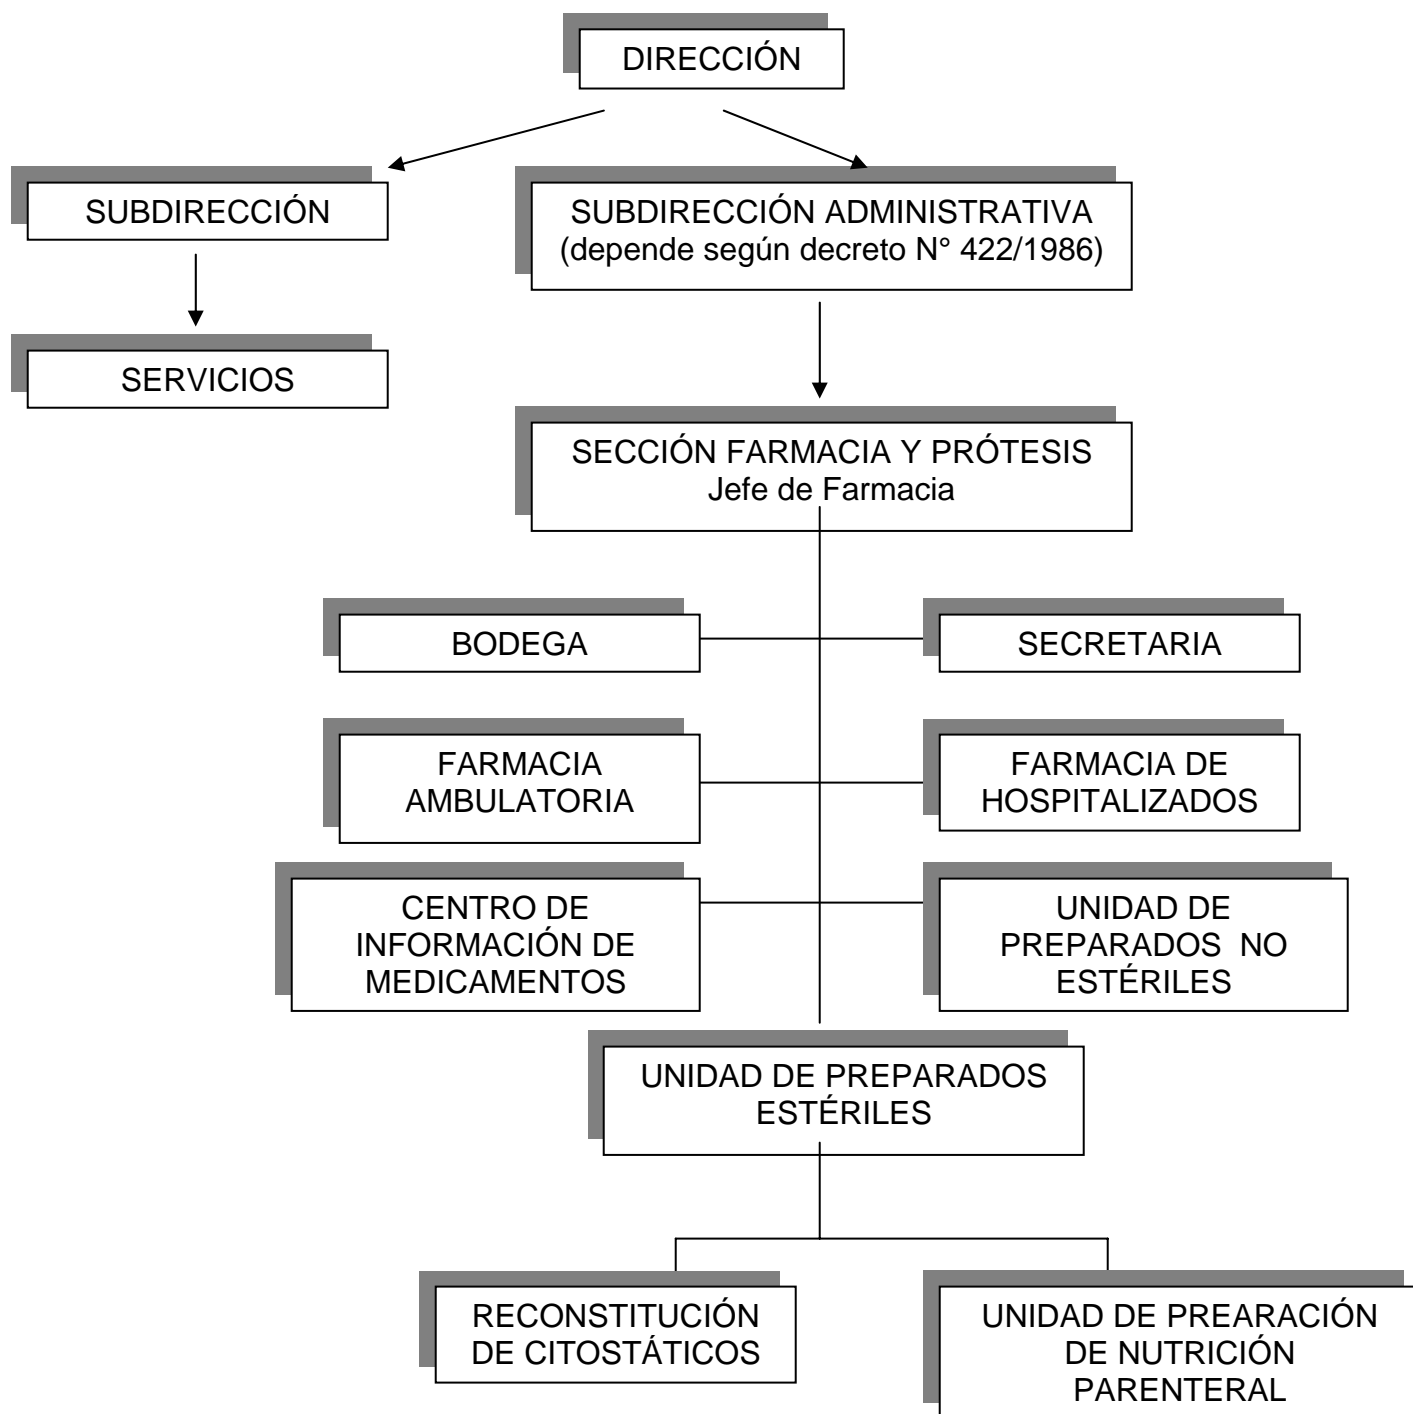 DIRECCIÓN
SUBDIRECCIÓN
SUBDIRECCIÓN ADMINISTRATIVA
(depende según decreto N° 422/1986)
SERVICIOS
SECCIÓN FARMACIA Y PRÓTESIS
Jefe de Farmacia
BODEGA
SECRETARIA
FARMACIA
AMBULATORIA
FARMACIA DE
HOSPITALIZADOS
CENTRO DE
INFORMACIÓN DE
MEDICAMENTOS
UNIDAD DE
PREPARADOS NO
ESTÉRILES
UNIDAD DE PREPARADOS
ESTÉRILES
RECONSTITUCIÓN
DE CITOSTÁTICOS
UNIDAD DE PREARACIÓN
DE NUTRICIÓN
PARENTERAL